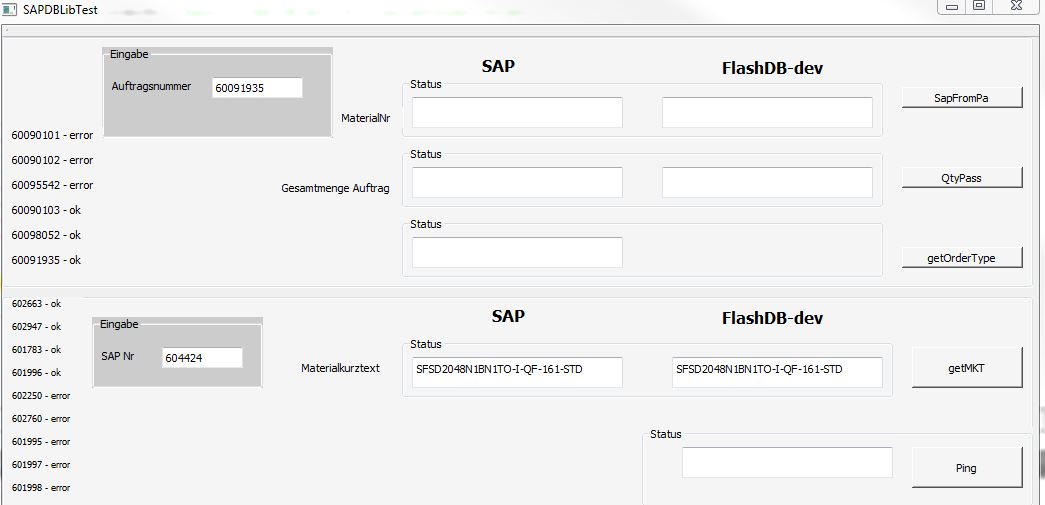 SAPDBLibTest
Eingabe
Auftragsnummer 60091935
SAP FlashDB-dev
Status
MaterialNr
SapFromPa
60090101 - error
60090102 - error
60095542 - error
60090103 - ok
60098052 - ok
60091935 - ok
Status
Gesamtmenge Auftrag
QtyPass
Status
getOrderType
602663 - ok
602947 - ok
601783 - ok
601996 - ok
602250 - error
602760 - error
601995 - error
601997 - error
601998 - error
Eingabe
SAP Nr 604424
SAP FlashDB-dev
Status
Materialkurztext SFSD2048N1BN1TO-I-QF-161-STD SFSD2048N1BN1TO-I-QF-161-STD
getMKT
Status
Ping